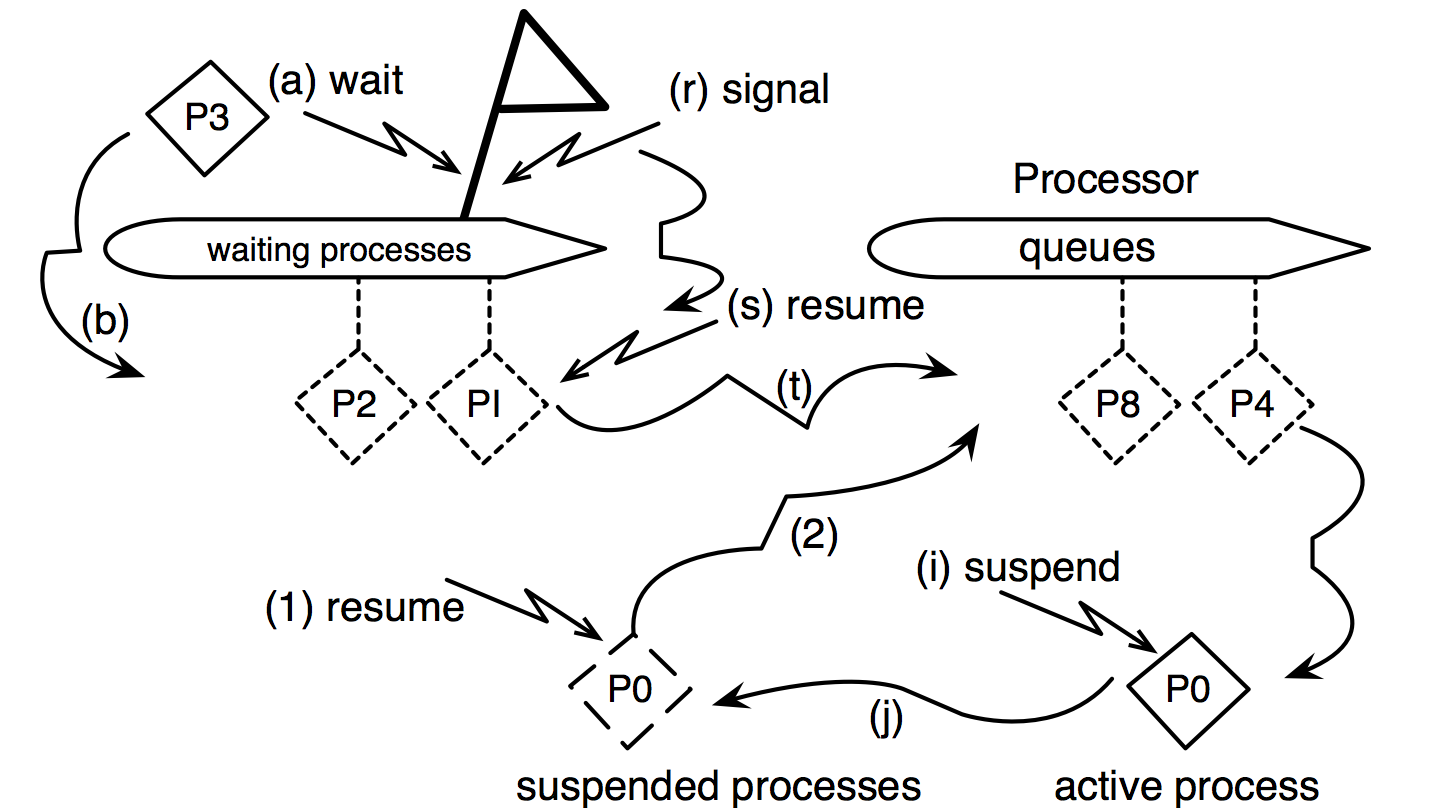 P3
(a) wait
(r) signal
Processor
waiting processes
queues
(b)
(s) resume
P2
PI
(t)
P8
P4
(2)
(i) suspend
(1) resume
P0
P0
(j)
suspended processes
active process